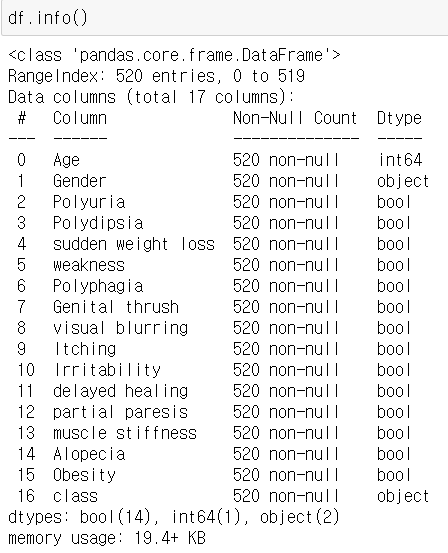 df.info()
<class 'pandas.core.frame.DataFrame'>
RangeIndex: 520 entries, 0 to 519
Data columns (total 17 columns):
 #   Column              Non-Null Count  Dtype
---  ------              --------------  -----
 0   Age                 520 non-null    int64
 1   Gender              520 non-null    object
 2   Polyuria            520 non-null    bool
 3   Polydipsia          520 non-null    bool
 4   sudden weight loss  520 non-null    bool
 5   weakness            520 non-null    bool
 6   Polyphagia          520 non-null    bool
 7   Genital thrush      520 non-null    bool
 8   visual blurring     520 non-null    bool
 9   Itching             520 non-null    bool
 10  Irritability        520 non-null    bool
 11  delayed healing     520 non-null    bool
 12  partial paresis     520 non-null    bool
 13  muscle stiffness    520 non-null    bool
 14  Alopecia            520 non-null    bool
 15  Obesity             520 non-null    bool
 16  class               520 non-null    object
dtypes: bool(14), int64(1), object(2)
memory usage: 19.4+ KB